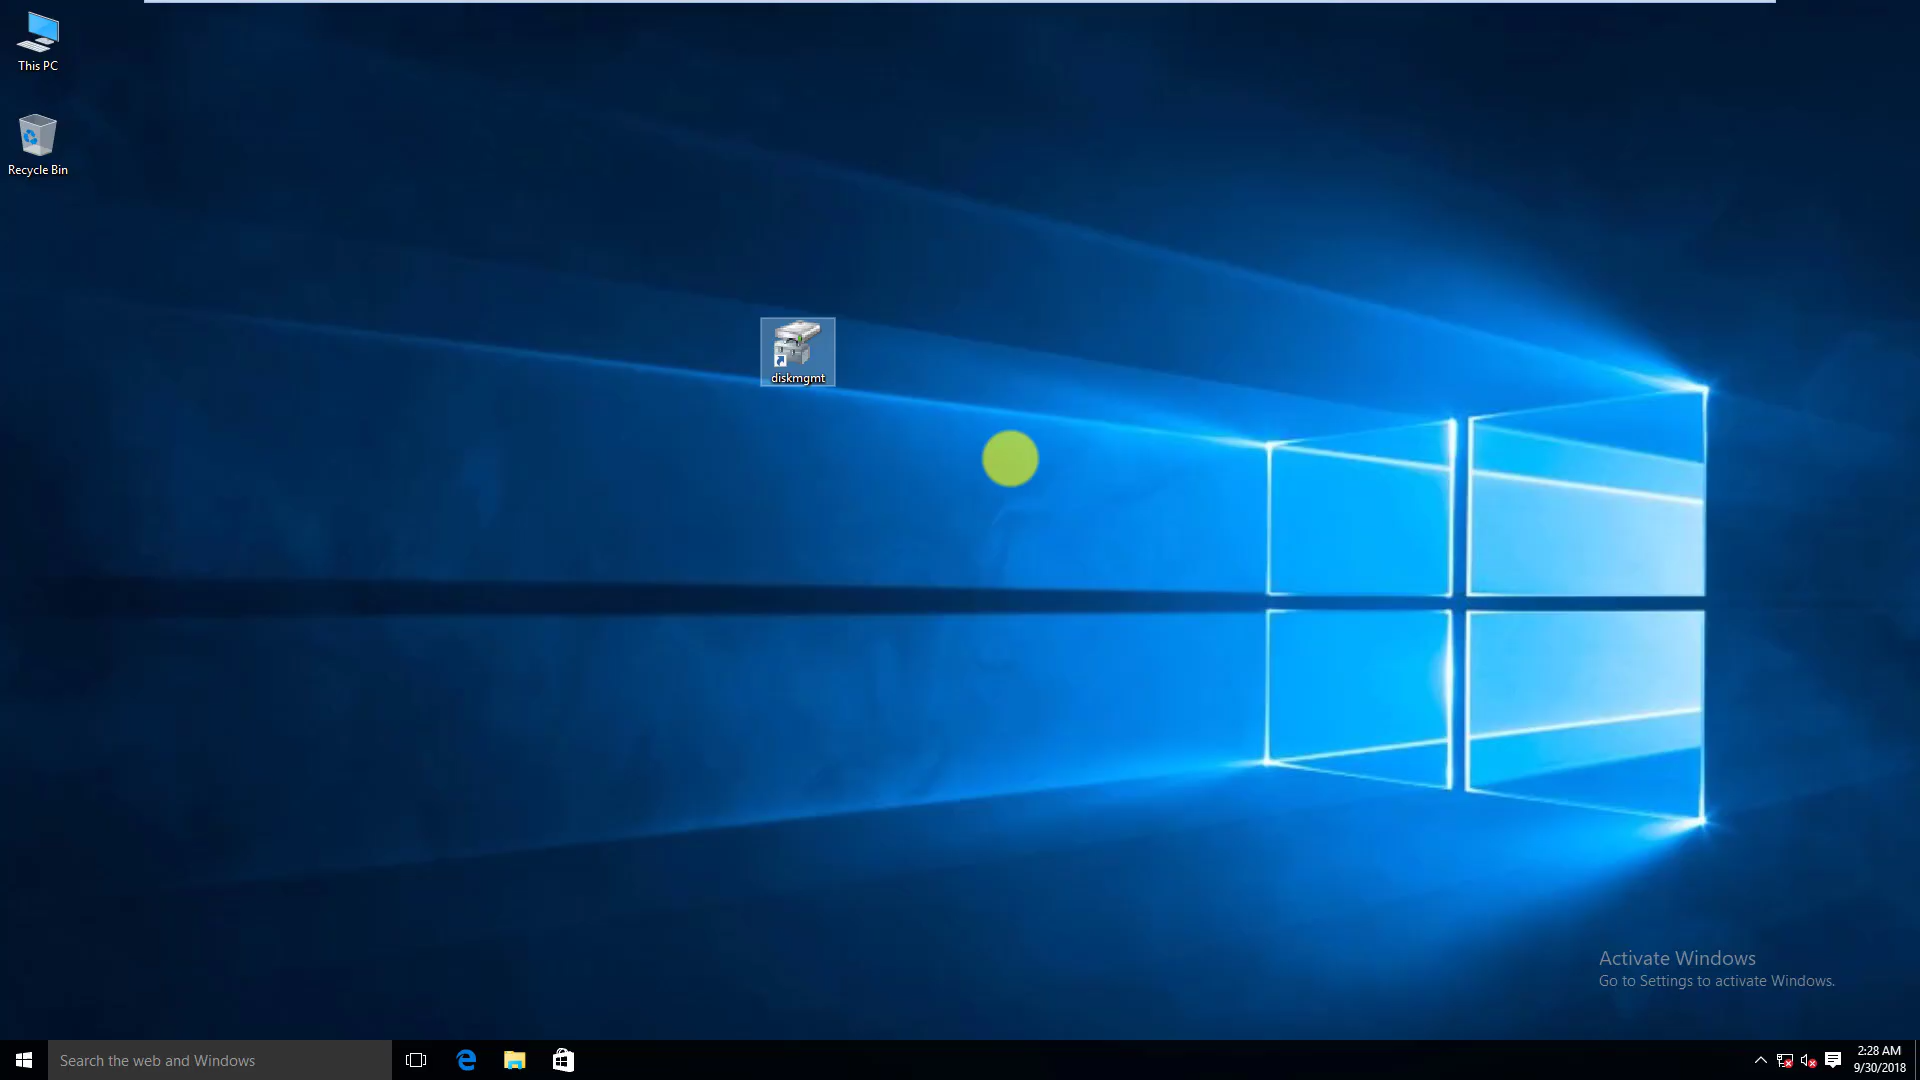 This PC
Recycle Bin
diskmgmt
Activate Windows
Go to Settings to activate Windows.
Search the web and Windows
2:28 AM
9/30/2018